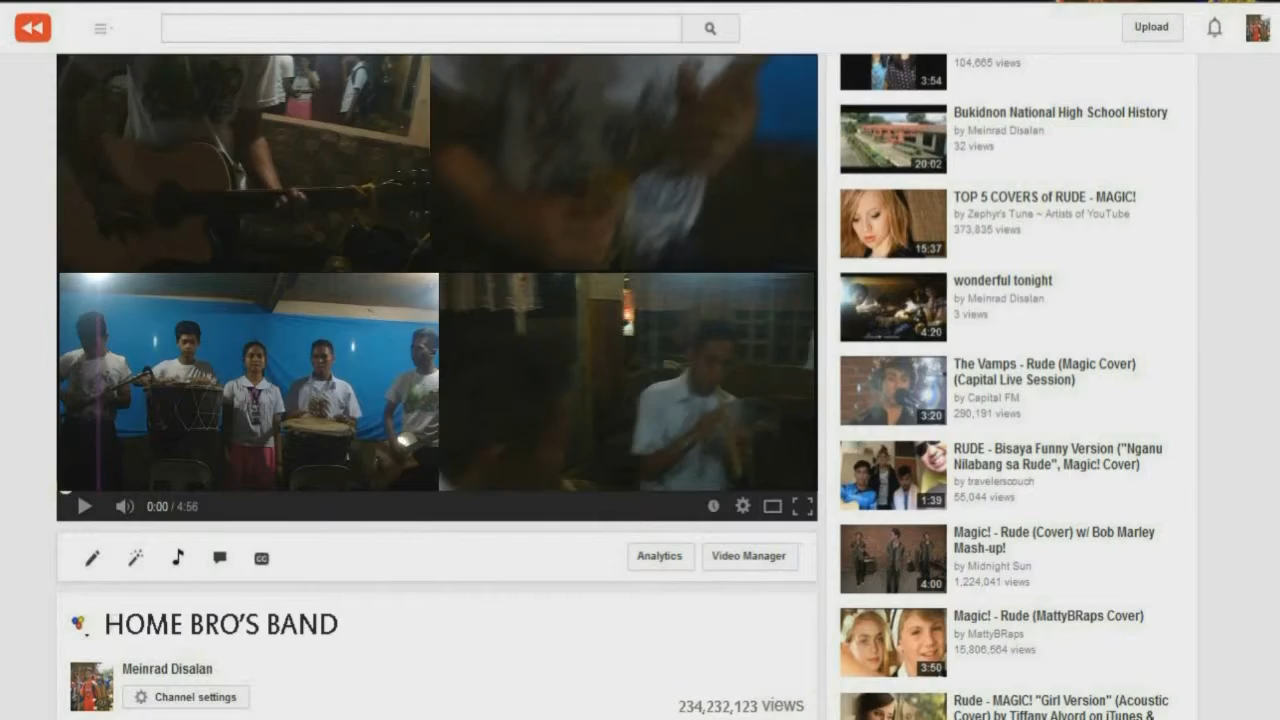 Upload
104,665 views
3:54
Bukidnon National High School History
by Meinrad Disalan
32 views
20:02
TOP 5 COVERS of RUDE - MAGIC!
by Zephyr's Tune ~ Artists of YouTube
373,835 views
15:37
wonderful tonight
by Meinrad Disalan
3 views
4:20
The Vamps - Rude (Magic Cover)
(Capital Live Session)
by Capital FM
290,191 views
3:20
RUDE - Bisaya Funny Version ("Nganu
Nilabang sa Rude", Magic! Cover)
by travelerscouch
55,044 views
1:39
Magic! - Rude (Cover) w/ Bob Marley
Mash-up!
by Midnight Sun
1,224,041 views
4:00
Magic! - Rude (MattyBRaps Cover)
by MattyBRaps
15,806,564 views
3:50
Rude - MAGIC! "Girl Version" (Acoustic
Cover) by Tiffany Alvord on iTunes &
0:00 / 4:56
CC
Analytics
Video Manager
HOME BRO'S BAND
Meinrad Disalan
Channel settings
234,232,123 views